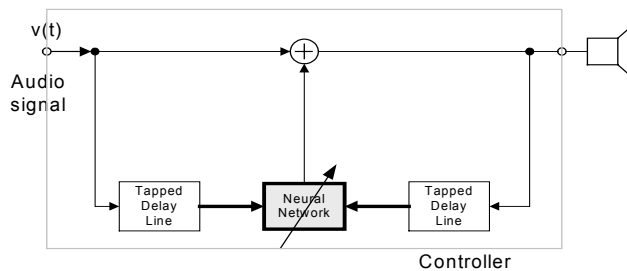 v(t)
Audio
signal
Tapped
Delay
Line
Neural
Network
Tapped
Delay
Line
Controller